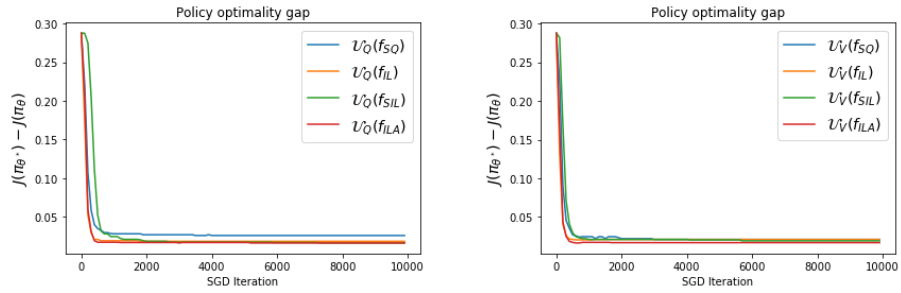 Policy optimality gap
J(π_θ*) − J(π_θ)
0.30
0.25
0.20
0.15
0.10
0.05
𝒰_Q(f_SQ)
𝒰_Q(f_IL)
𝒰_Q(f_SIL)
𝒰_Q(f_ILA)
0 2000 4000 6000 8000 10000
SGD Iteration
Policy optimality gap
J(π_θ*) − J(π_θ)
0.30
0.25
0.20
0.15
0.10
0.05
𝒰_V(f_SQ)
𝒰_V(f_IL)
𝒰_V(f_SIL)
𝒰_V(f_ILA)
0 2000 4000 6000 8000 10000
SGD Iteration